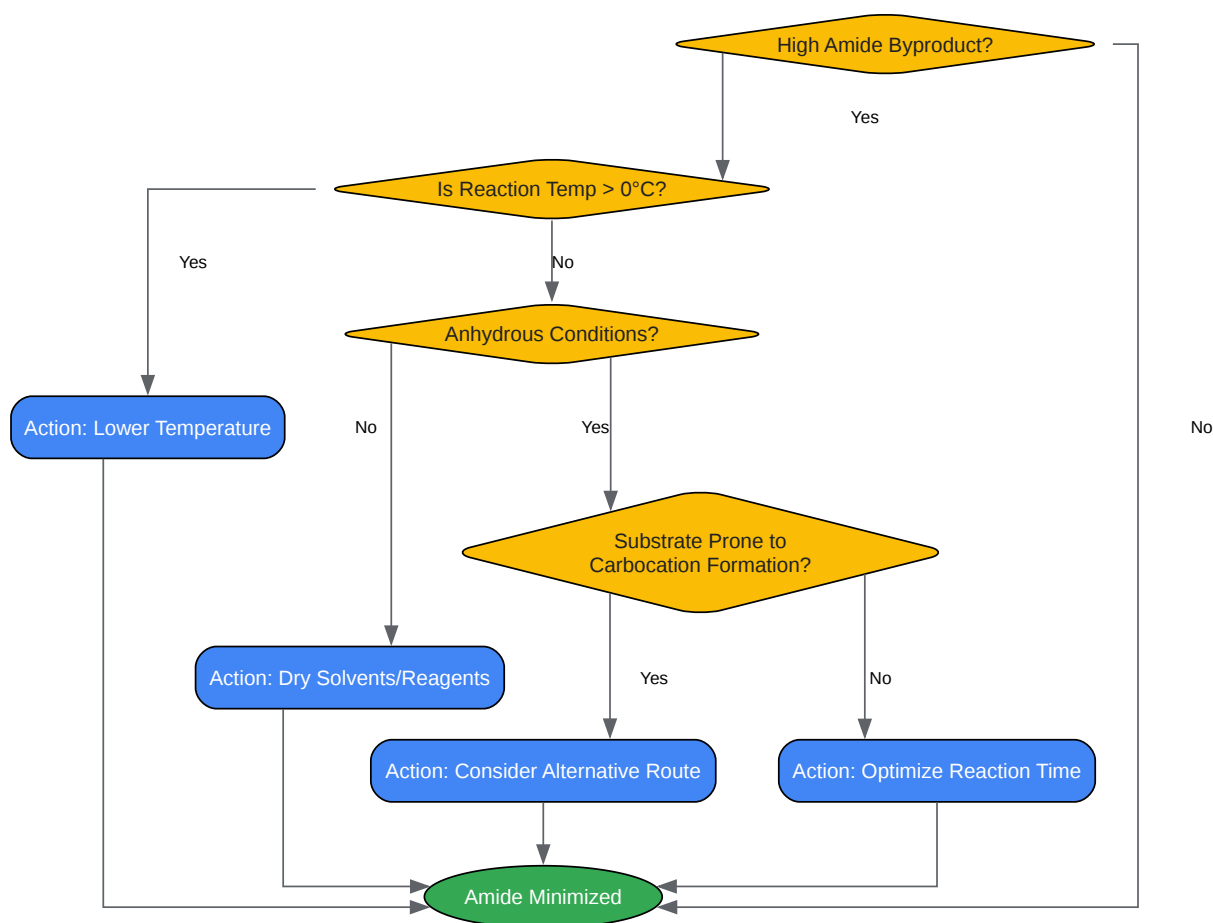 High Amide Byproduct?
Yes
Is Reaction Temp > 0°C?
Yes
No
Anhydrous Conditions?
Action: Lower Temperature
No
Yes
No
Substrate Prone to
Carbocation Formation?
Action: Dry Solvents/Reagents
Yes
No
Action: Consider Alternative Route
Action: Optimize Reaction Time
Amide Minimized